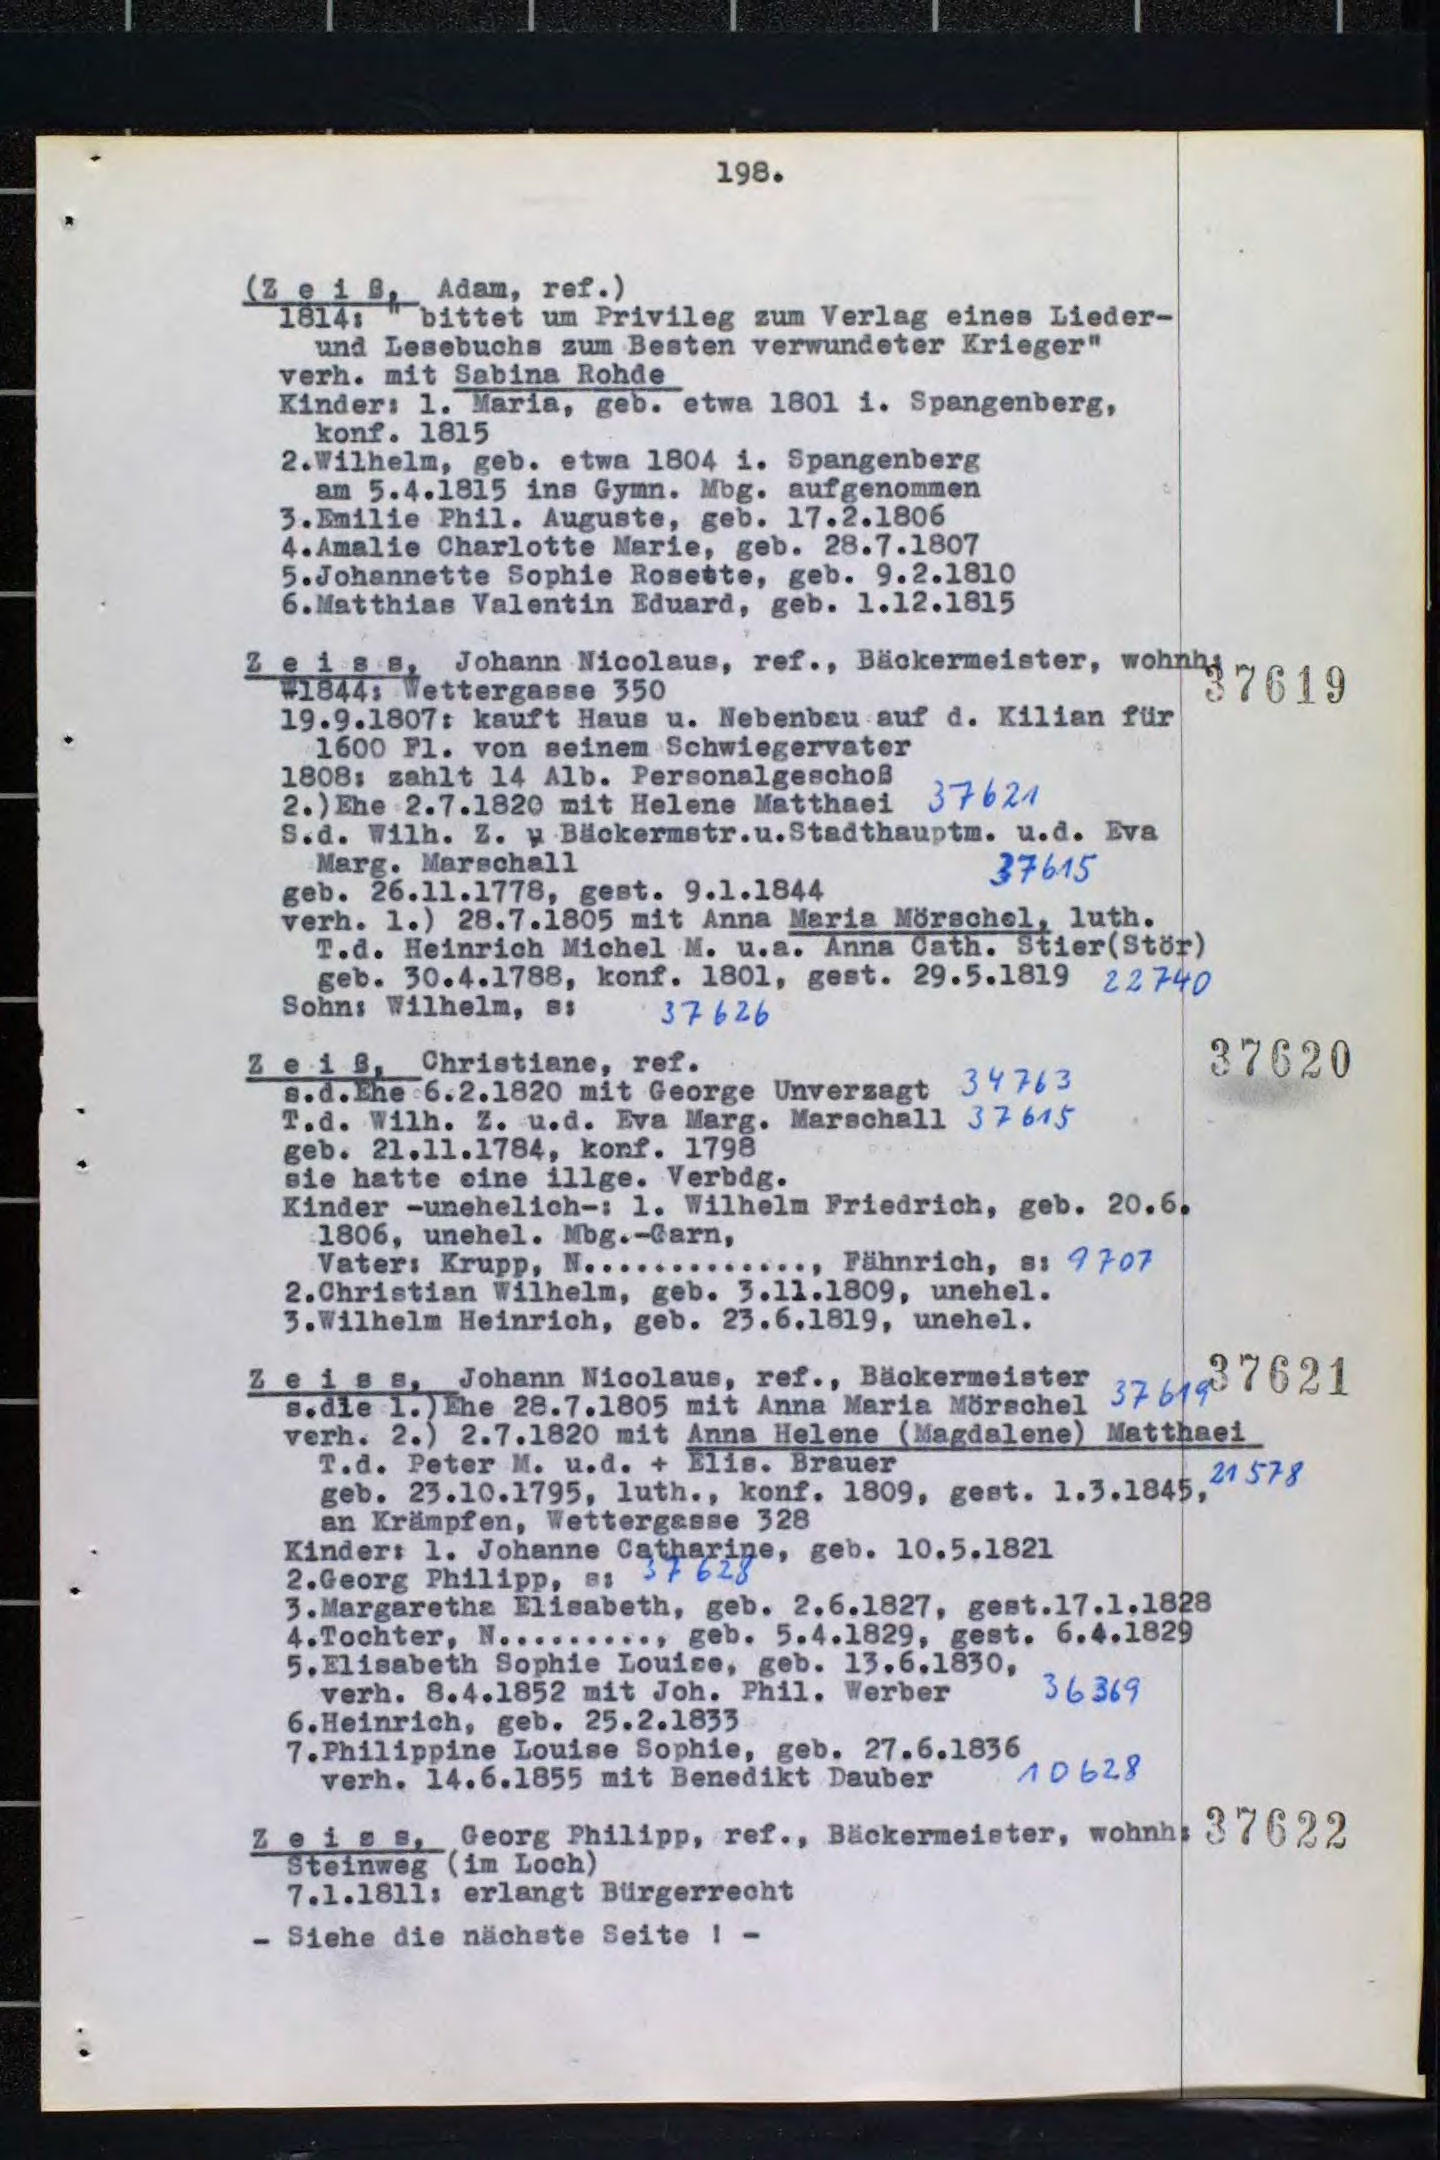 198.
(Z e i ß, Adam, ref.)
1814: " bittet um Privileg zum Verlag eines Lieder-
und Lesebuchs zum Besten verwundeter Krieger"
verh. mit Sabina Rohde
Kinder: 1. Maria, geb. etwa 1801 i. Spangenberg,
konf. 1815
2.Wilhelm, geb. etwa 1804 i. Spangenberg
am 5.4.1815 ins Gymn. Mbg. aufgenommen
3.Emilie Phil. Auguste, geb. 17.2.1806
4.Amalie Charlotte Marie, geb. 28.7.1807
5.Johannette Sophie Rosette, geb. 9.2.1810
6.Matthias Valentin Eduard, geb. 1.12.1815
Z e i s s, Johann Nicolaus, ref., Bäckermeister, wohnh: 37619
1844: Wettergasse 350
19.9.1807: kauft Haus u. Nebenbau auf d. Kilian für
1600 Fl. von seinem Schwiegervater
1808: zahlt 14 Alb. Personalgeschoß
2.)Ehe 2.7.1820 mit Helene Matthaei 37621
S.d. Wilh. Z. Bäckermstr.u.Stadthauptm. u.d. Eva
Marg. Marschall 37615
geb. 26.11.1778, gest. 9.1.1844
verh. 1.) 28.7.1805 mit Anna Maria Mörschel, luth.
T.d. Heinrich Michel M. u.a. Anna Cath. Stier(Stör)
geb. 30.4.1788, konf. 1801, gest. 29.5.1819 22740
Sohn: Wilhelm, s: 37626
Z e i ß, Christiane, ref. 37620
s.d.Ehe 6.2.1820 mit George Unverzagt 34763
T.d. Wilh. Z. u.d. Eva Marg. Marschall 37615
geb. 21.11.1784, konf. 1798
sie hatte eine illge. Verbdg.
Kinder -unehelich-: 1. Wilhelm Friedrich, geb. 20.6.
1806, unehel. Mbg.-Garn,
Vater: Krupp, N.............., Fähnrich, s: 9707
2.Christian Wilhelm, geb. 3.11.1809, unehel.
3.Wilhelm Heinrich, geb. 23.6.1819, unehel.
Z e i s s, Johann Nicolaus, ref., Bäckermeister 37621
s.die 1.)Ehe 28.7.1805 mit Anna Maria Mörschel 37619
verh. 2.) 2.7.1820 mit Anna Helene (Magdalene) Matthaei
T.d. Peter M. u.d. + Elis. Brauer 21578
geb. 23.10.1795, luth., konf. 1809, gest. 1.3.1845,
an Krämpfen, Wettergasse 328
Kinder: 1. Johanne Catharine, geb. 10.5.1821
2.Georg Philipp, s: 37628
3.Margaretha Elisabeth, geb. 2.6.1827, gest.17.1.1828
4.Tochter, N........., geb. 5.4.1829, gest. 6.4.1829
5.Elisabeth Sophie Louise, geb. 13.6.1830,
verh. 8.4.1852 mit Joh. Phil. Werber 36369
6.Heinrich, geb. 25.2.1833
7.Philippine Louise Sophie, geb. 27.6.1836
verh. 14.6.1855 mit Benedikt Dauber 10628
Z e i s s, Georg Philipp, ref., Bäckermeister, wohnh: 37622
Steinweg (im Loch)
7.1.1811: erlangt Bürgerrecht
- Siehe die nächste Seite ! -